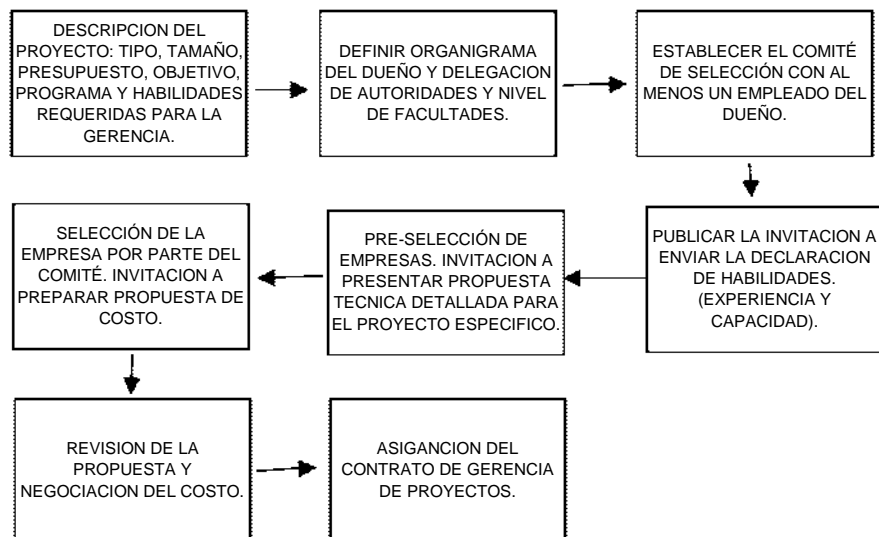 DESCRIPCION DEL
PROYECTO: TIPO, TAMAÑO,
PRESUPUESTO, OBJETIVO,
PROGRAMA Y HABILIDADES
REQUERIDAS PARA LA
GERENCIA.
DEFINIR ORGANIGRAMA
DEL DUEÑO Y DELEGACION
DE AUTORIDADES Y NIVEL
DE FACULTADES.
ESTABLECER EL COMITÉ
DE SELECCIÓN CON AL
MENOS UN EMPLEADO DEL
DUEÑO.
PUBLICAR LA INVITACION A
ENVIAR LA DECLARACION
DE HABILIDADES.
(EXPERIENCIA Y
CAPACIDAD).
PRE-SELECCIÓN DE
EMPRESAS. INVITACION A
PRESENTAR PROPUESTA
TECNICA DETALLADA PARA
EL PROYECTO ESPECIFICO.
SELECCIÓN DE LA
EMPRESA POR PARTE DEL
COMITÉ. INVITACION A
PREPARAR PROPUESTA DE
COSTO.
REVISION DE LA
PROPUESTA Y
NEGOCIACION DEL COSTO.
ASIGANCION DEL
CONTRATO DE GERENCIA
DE PROYECTOS.